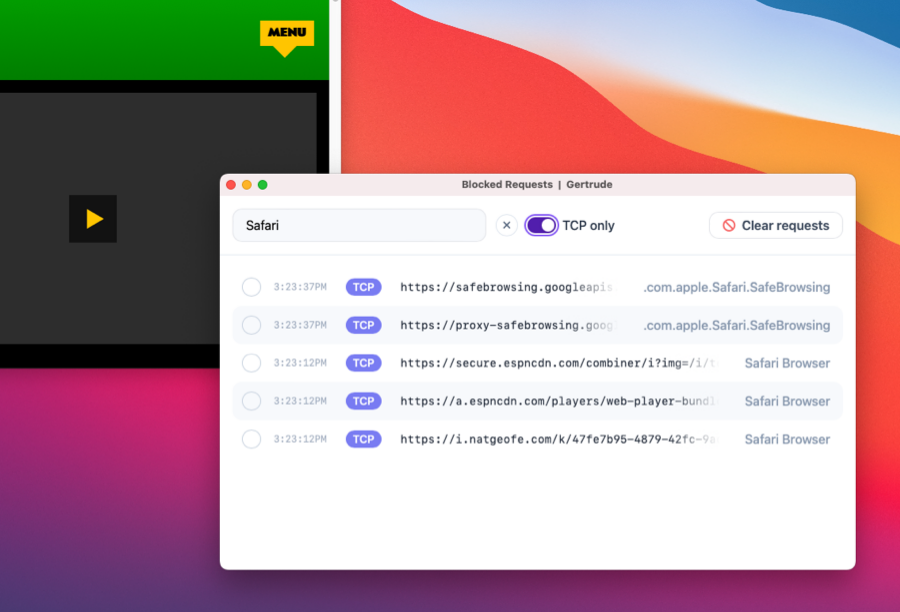 MENU
Blocked Requests | Gertrude
Safari
TCP only
Clear requests
3:23:37PM TCP https://safebrowsing.googleapis .com.apple.Safari.SafeBrowsing
3:23:37PM TCP https://proxy-safebrowsing.goog .com.apple.Safari.SafeBrowsing
3:23:12PM TCP https://secure.espncdn.com/combiner/i?img=/i/t Safari Browser
3:23:12PM TCP https://a.espncdn.com/players/web-player-bundl Safari Browser
3:23:12PM TCP https://i.natgeofe.com/k/47fe7b95-4879-42fc-9a Safari Browser